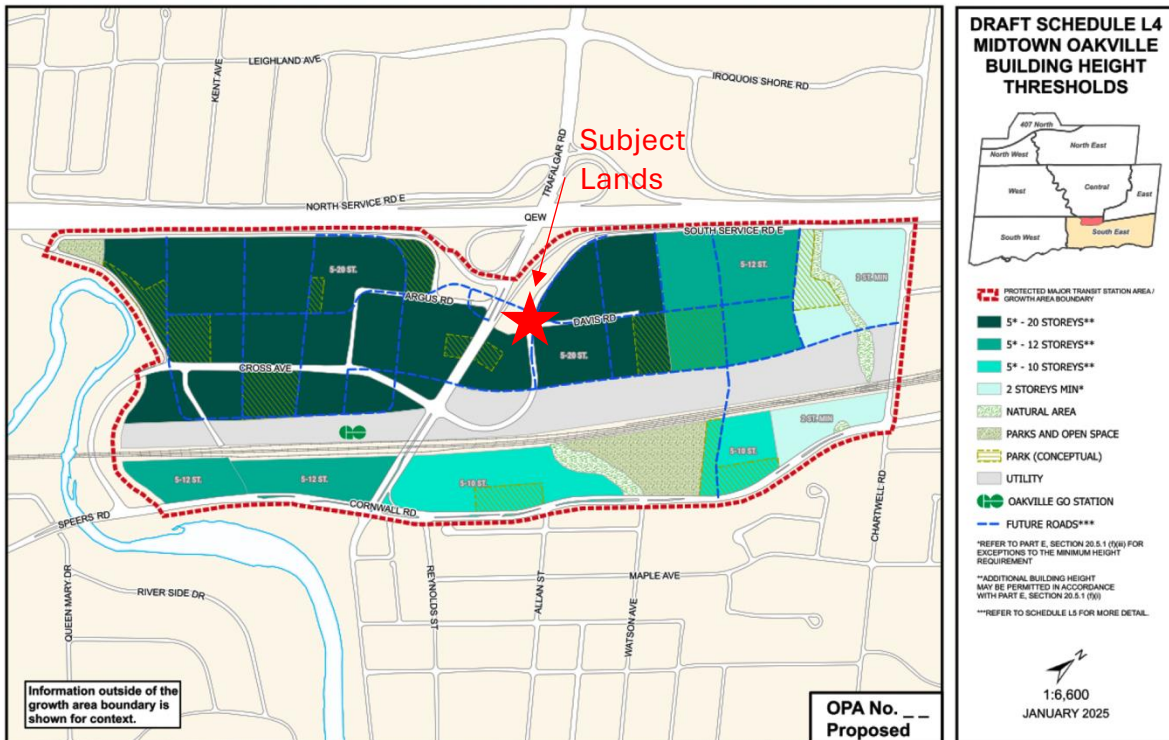 LEIGHLAND AVE
KENT AVE
IROQUOIS SHORE RD
TRAFALGAR RD
Subject
Lands
NORTH SERVICE RD E
QEW
SOUTH SERVICE RD E
5-20 ST.
5-12 ST.
2 ST. MIN
ARGUS RD
DAVIS RD
5-20 ST.
CROSS AVE
GO
2 ST. MIN
5-12 ST.
5-12 ST.
5-10 ST.
5-10 ST.
CORNWALL RD
SPEERS RD
CHARTWELL RD
QUEEN MARY DR
RIVER SIDE DR
REYNOLDS ST
ALLAN ST
MAPLE AVE
WATSON AVE
Information outside of the
growth area boundary is
shown for context.
OPA No. _ _
Proposed
DRAFT SCHEDULE L4
MIDTOWN OAKVILLE
BUILDING HEIGHT
THRESHOLDS
407 North
North West
North East
West
Central
East
South West
South East
PROTECTED MAJOR TRANSIT STATION AREA /
GROWTH AREA BOUNDARY
5* - 20 STOREYS**
5* - 12 STOREYS**
5* - 10 STOREYS**
2 STOREYS MIN*
NATURAL AREA
PARKS AND OPEN SPACE
PARK (CONCEPTUAL)
UTILITY
GO OAKVILLE GO STATION
FUTURE ROADS***
*REFER TO PART E, SECTION 20.5.1 (f)(iii) FOR
EXCEPTIONS TO THE MINIMUM HEIGHT
REQUIREMENT
**ADDITIONAL BUILDING HEIGHT
MAY BE PERMITTED IN ACCORDANCE
WITH PART E, SECTION 20.5.1 (f)(i)
***REFER TO SCHEDULE L5 FOR MORE DETAIL.
N
1:6,600
JANUARY 2025